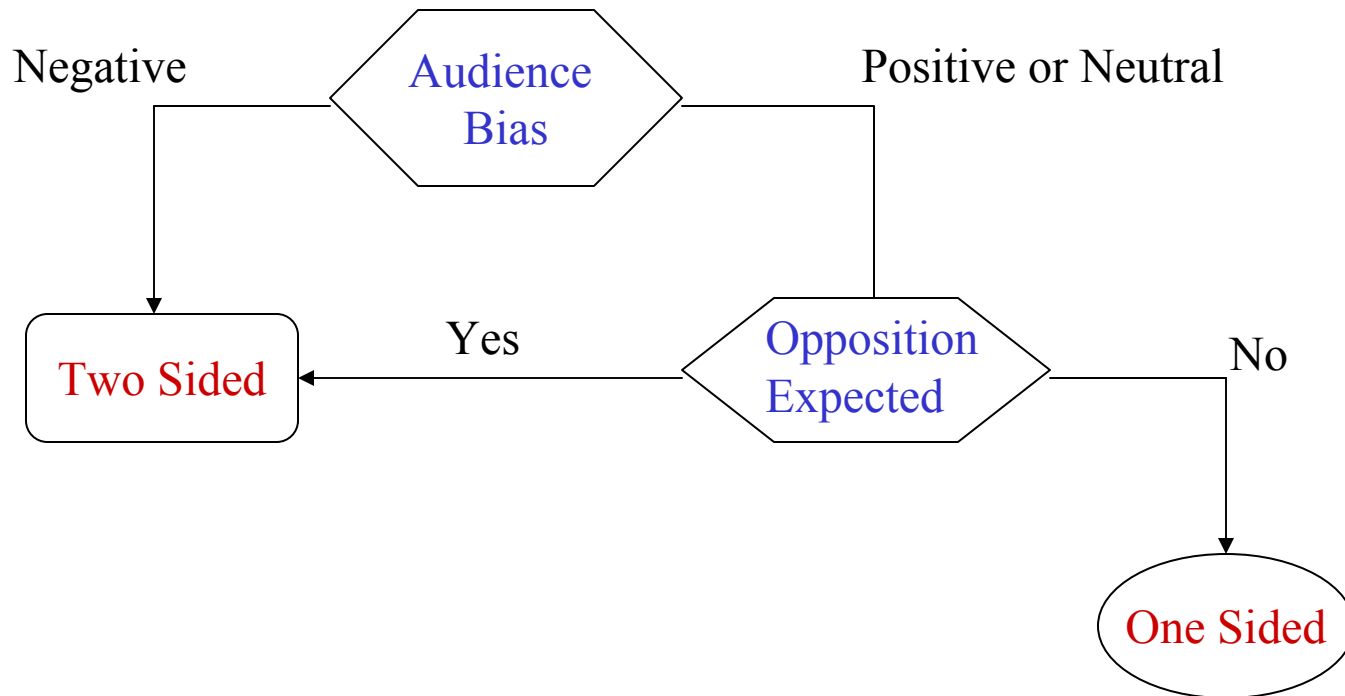 Negative
Audience
Bias
Positive or Neutral
Two Sided
Yes
Opposition
Expected
No
One Sided